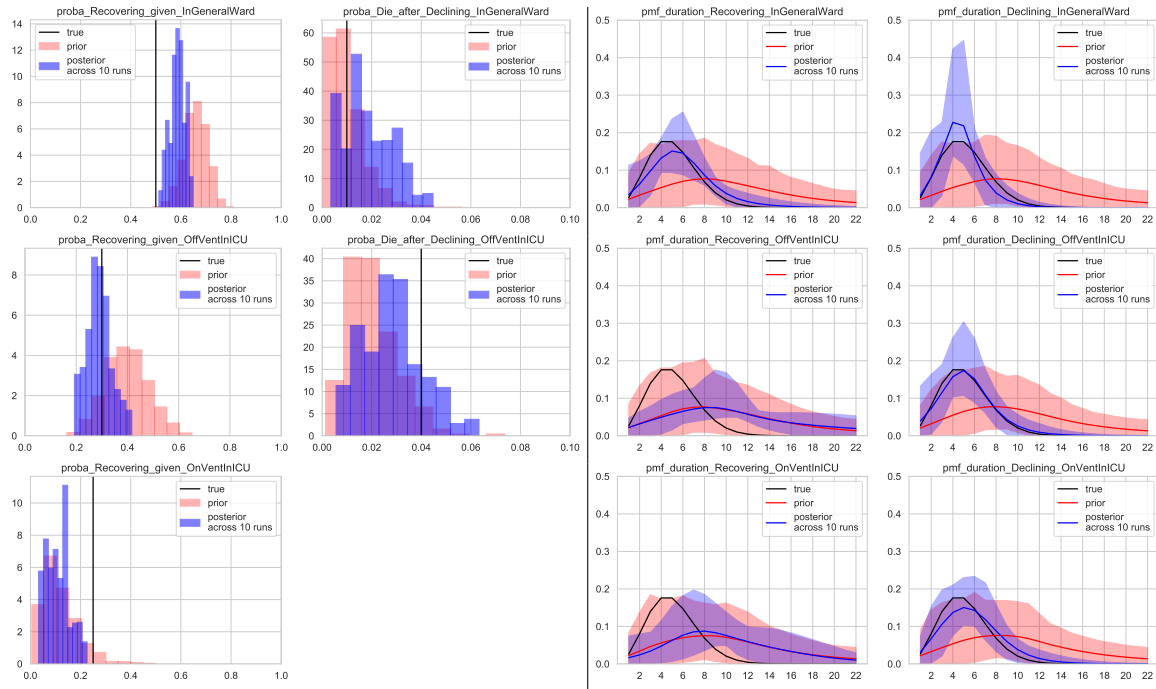 proba_Recovering_given_InGeneralWard
14
12
10
8
6
4
2
0
0.0 0.2 0.4 0.6 0.8 1.0
true
prior
posterior
across 10 runs
proba_Die_after_Declining_InGeneralWard
60
50
40
30
20
10
0
0.00 0.02 0.04 0.06 0.08 0.10
true
prior
posterior
across 10 runs
pmf_duration_Recovering_InGeneralWard
0.5
0.4
0.3
0.2
0.1
0.0
2 4 6 8 10 12 14 16 18 20 22
true
prior
posterior
across 10 runs
pmf_duration_Declining_InGeneralWard
0.5
0.4
0.3
0.2
0.1
0.0
2 4 6 8 10 12 14 16 18 20 22
true
prior
posterior
across 10 runs
proba_Recovering_given_OffVentInICU
8
6
4
2
0
0.0 0.2 0.4 0.6 0.8 1.0
true
prior
posterior
across 10 runs
proba_Die_after_Declining_OffVentInICU
40
35
30
25
20
15
10
5
0
0.00 0.02 0.04 0.06 0.08 0.10
true
prior
posterior
across 10 runs
pmf_duration_Recovering_OffVentInICU
0.5
0.4
0.3
0.2
0.1
0.0
2 4 6 8 10 12 14 16 18 20 22
true
prior
posterior
across 10 runs
pmf_duration_Declining_OffVentInICU
0.5
0.4
0.3
0.2
0.1
0.0
2 4 6 8 10 12 14 16 18 20 22
true
prior
posterior
across 10 runs
proba_Recovering_given_OnVentInICU
10
8
6
4
2
0
0.0 0.2 0.4 0.6 0.8 1.0
true
prior
posterior
across 10 runs
pmf_duration_Recovering_OnVentInICU
0.5
0.4
0.3
0.2
0.1
0.0
2 4 6 8 10 12 14 16 18 20 22
true
prior
posterior
across 10 runs
pmf_duration_Declining_OnVentInICU
0.5
0.4
0.3
0.2
0.1
0.0
2 4 6 8 10 12 14 16 18 20 22
true
prior
posterior
across 10 runs